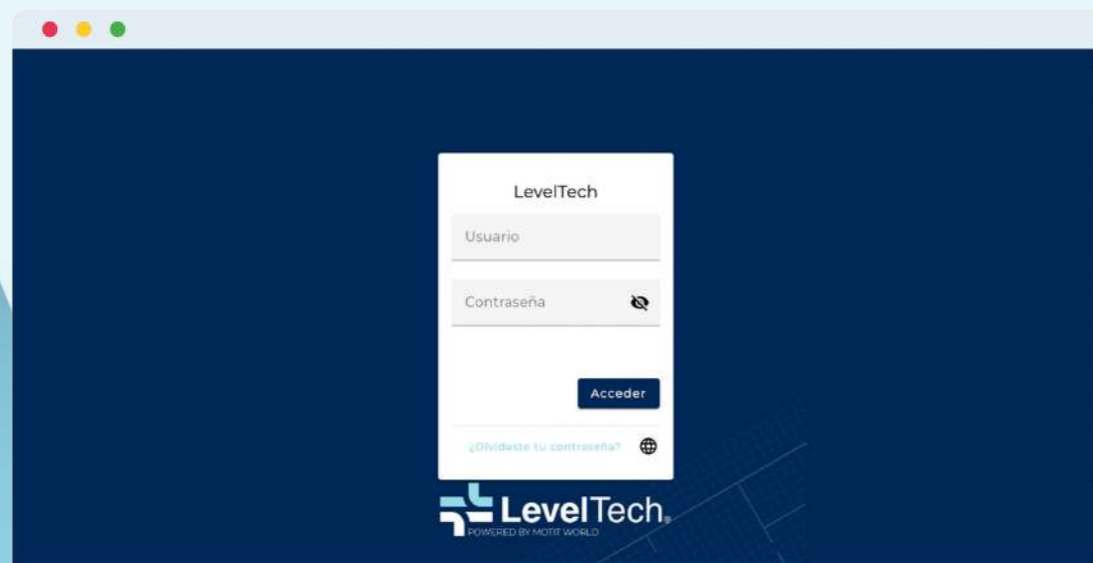 LevelTech
Usuario
Contraseña
Acceder
¿Olvidaste tu contraseña?
LevelTech®
POWERED BY MOTIT WORLD